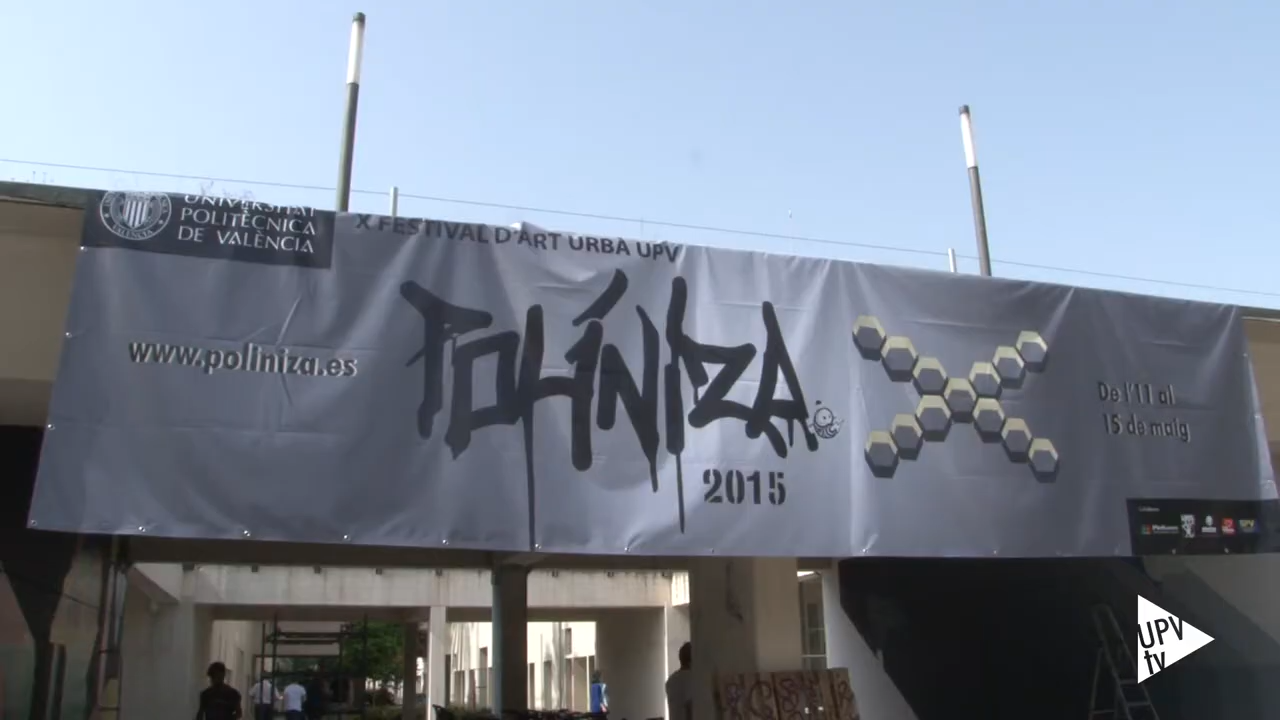 UNIVERSITAT
POLITÈCNICA
DE VALÈNCIA
X FESTIVAL D'ART URBA UPV
www.poliniza.es
POLÍNIZA
2015
De l'11 al
15 de maig
UPV
tv